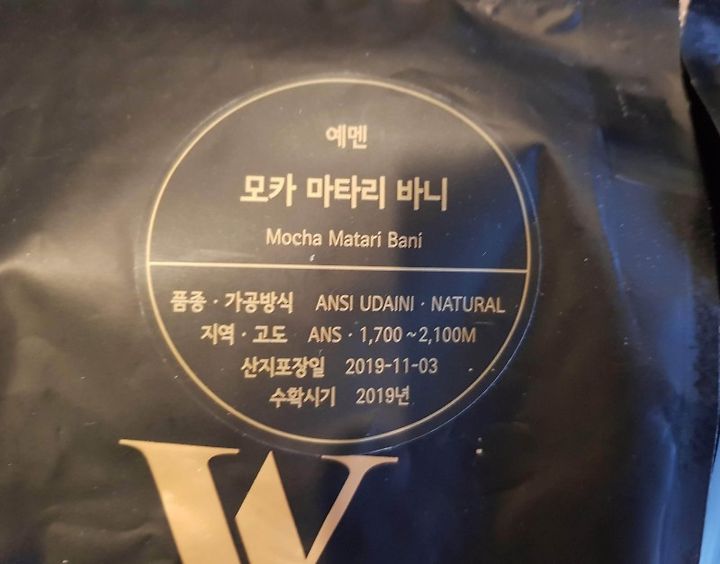 예멘
모카 마타리 바니
Mocha Matari Bani
품종 · 가공방식 ANSI UDAINI · NATURAL
지역 · 고도 ANS · 1,700 ~ 2,100M
산지포장일 2019-11-03
수확시기 2019년
W